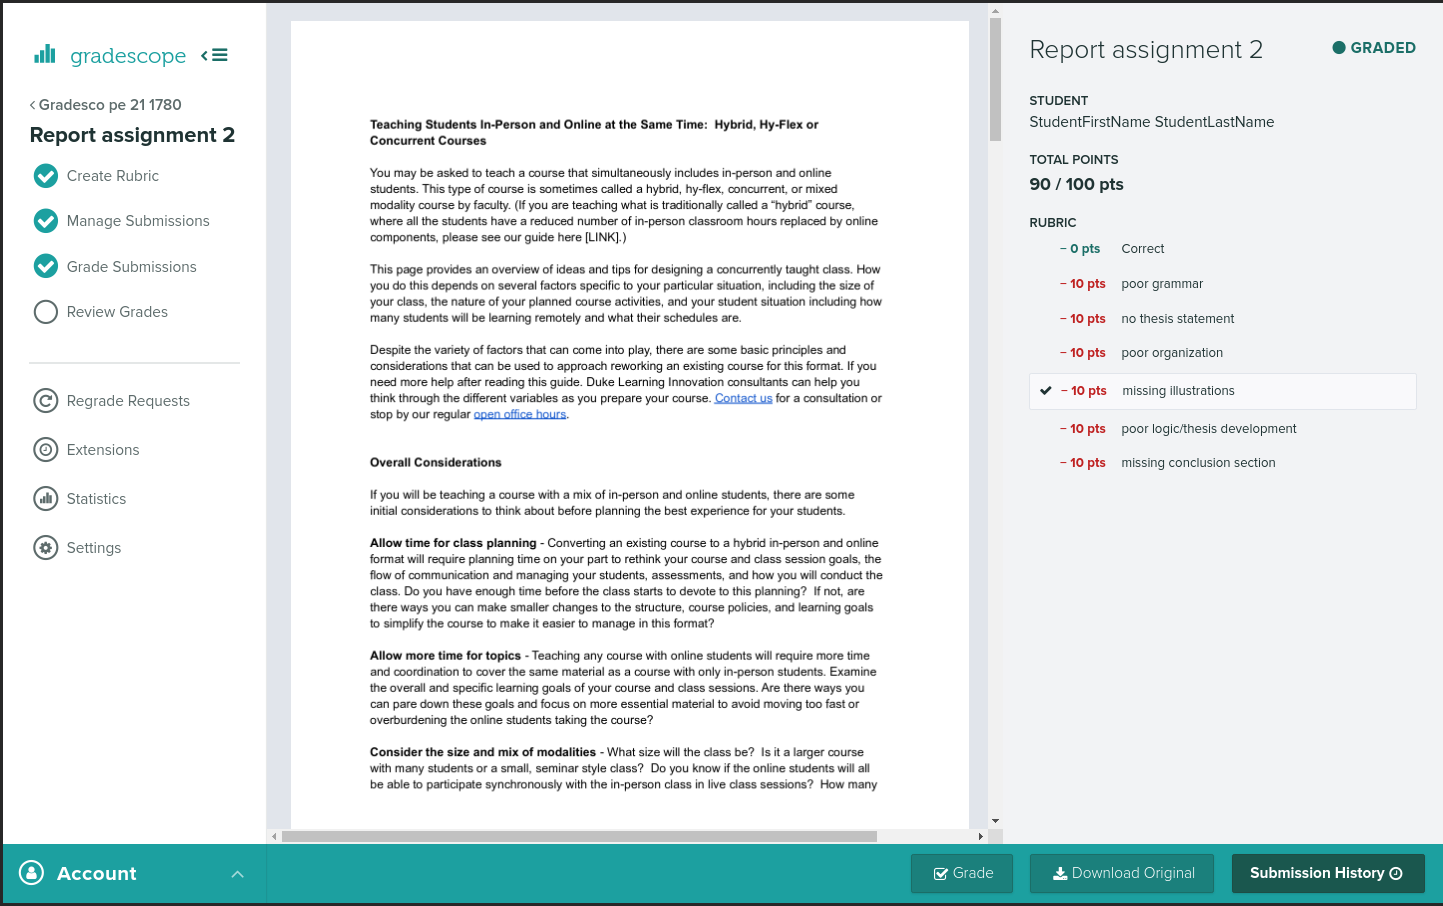 gradescope
Gradesco pe 21 1780
Report assignment 2
Create Rubric
Manage Submissions
Grade Submissions
Review Grades
Regrade Requests
Extensions
Statistics
Settings
Account
Teaching Students In-Person and Online at the Same Time:  Hybrid, Hy-Flex or
Concurrent Courses
You may be asked to teach a course that simultaneously includes in-person and online
students. This type of course is sometimes called a hybrid, hy-flex, concurrent, or mixed
modality course by faculty. (If you are teaching what is traditionally called a “hybrid” course,
where all the students have a reduced number of in-person classroom hours replaced by online
components, please see our guide here [LINK].)
This page provides an overview of ideas and tips for designing a concurrently taught class. How
you do this depends on several factors specific to your particular situation, including the size of
your class, the nature of your planned course activities, and your student situation including how
many students will be learning remotely and what their schedules are.
Despite the variety of factors that can come into play, there are some basic principles and
considerations that can be used to approach reworking an existing course for this format. If you
need more help after reading this guide. Duke Learning Innovation consultants can help you
think through the different variables as you prepare your course. Contact us for a consultation or
stop by our regular open office hours.
Overall Considerations
If you will be teaching a course with a mix of in-person and online students, there are some
initial considerations to think about before planning the best experience for your students.
Allow time for class planning - Converting an existing course to a hybrid in-person and online
format will require planning time on your part to rethink your course and class session goals, the
flow of communication and managing your students, assessments, and how you will conduct the
class. Do you have enough time before the class starts to devote to this planning?  If not, are
there ways you can make smaller changes to the structure, course policies, and learning goals
to simplify the course to make it easier to manage in this format?
Allow more time for topics - Teaching any course with online students will require more time
and coordination to cover the same material as a course with only in-person students. Examine
the overall and specific learning goals of your course and class sessions. Are there ways you
can pare down these goals and focus on more essential material to avoid moving too fast or
overburdening the online students taking the course?
Consider the size and mix of modalities - What size will the class be?  Is it a larger course
with many students or a small, seminar style class?  Do you know if the online students will all
be able to participate synchronously with the in-person class in live class sessions?  How many
Report assignment 2
GRADED
STUDENT
StudentFirstName StudentLastName
TOTAL POINTS
90 / 100 pts
RUBRIC
– 0 pts Correct
– 10 pts poor grammar
– 10 pts no thesis statement
– 10 pts poor organization
– 10 pts missing illustrations
– 10 pts poor logic/thesis development
– 10 pts missing conclusion section
Grade
Download Original
Submission History